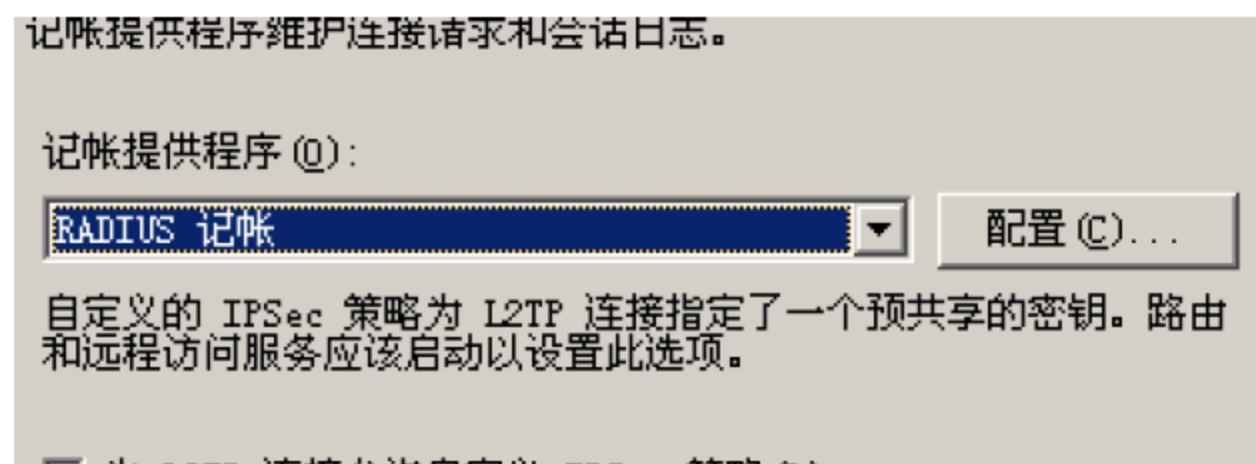 记帐提供程序维护连接请求和会话日志。
记帐提供程序(O):
RADIUS 记帐
配置(C)...
自定义的 IPSec 策略为 L2TP 连接指定了一个预共享的密钥。路由
和远程访问服务应该启动以设置此选项。